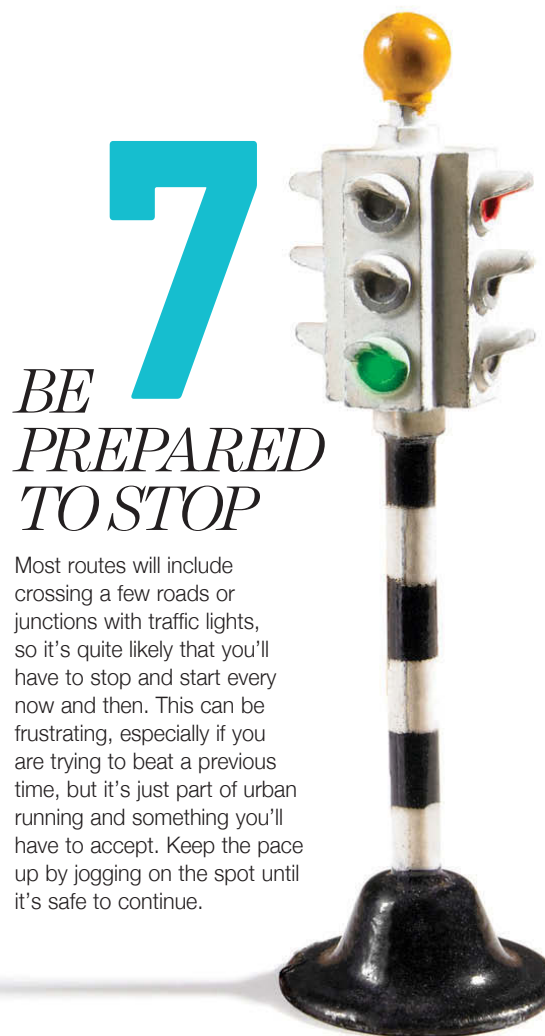 7
BE
PREPARED
TO STOP
Most routes will include
crossing a few roads or
junctions with traffic lights,
so it's quite likely that you'll
have to stop and start every
now and then. This can be
frustrating, especially if you
are trying to beat a previous
time, but it's just part of urban
running and something you'll
have to accept. Keep the pace
up by jogging on the spot until
it's safe to continue.